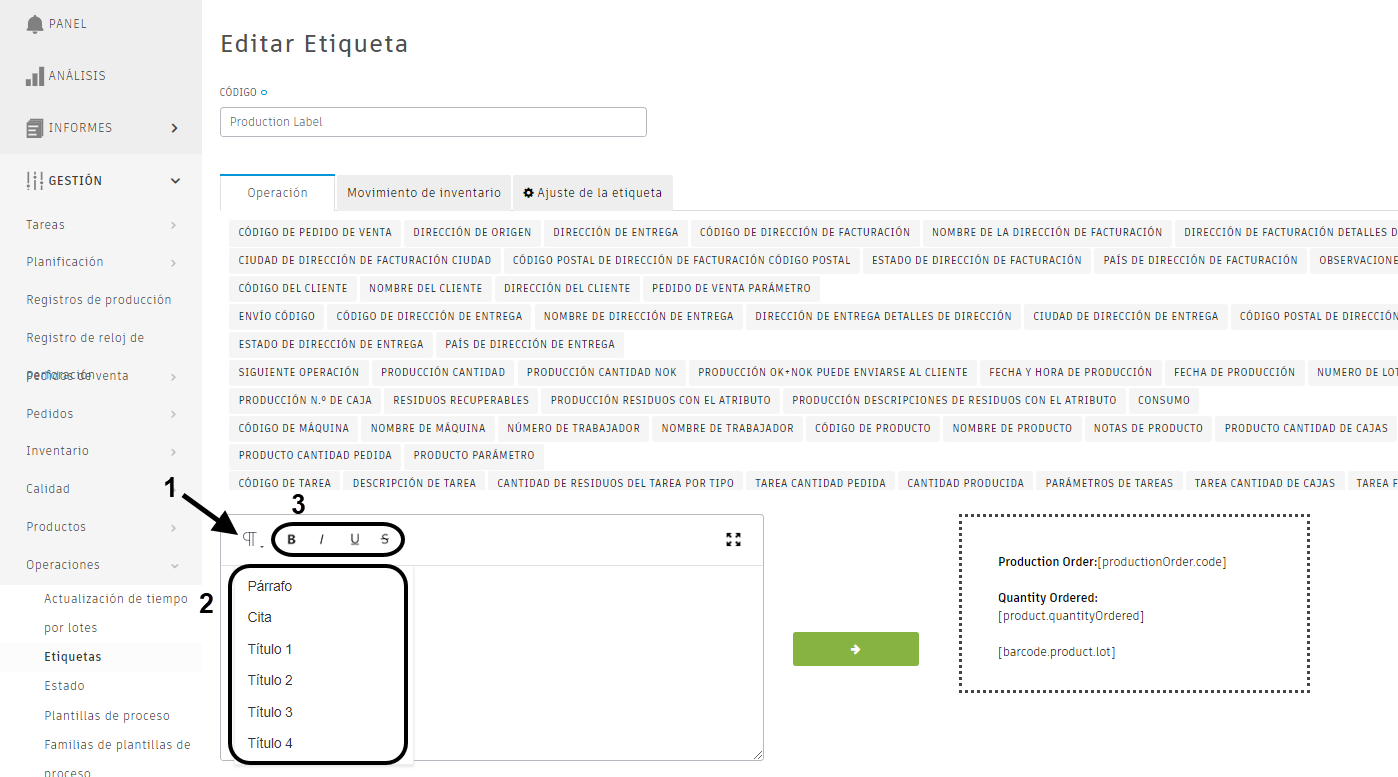 PANEL
ANÁLISIS
INFORMES
GESTIÓN
Tareas
Planificación
Registros de producción
Registro de reloj de
perforación
Pedidos de venta
Pedidos
Inventario
Calidad
Productos
Operaciones
Actualización de tiempo
por lotes
Etiquetas
Estado
Plantillas de proceso
Familias de plantillas de
proceso
Editar Etiqueta
CÓDIGO
Production Label
Operación Movimiento de inventario Ajuste de la etiqueta
CÓDIGO DE PEDIDO DE VENTA DIRECCIÓN DE ORIGEN DIRECCIÓN DE ENTREGA CÓDIGO DE DIRECCIÓN DE FACTURACIÓN NOMBRE DE LA DIRECCIÓN DE FACTURACIÓN DIRECCIÓN DE FACTURACIÓN DETALLES D
CIUDAD DE DIRECCIÓN DE FACTURACIÓN CIUDAD CÓDIGO POSTAL DE DIRECCIÓN DE FACTURACIÓN CÓDIGO POSTAL ESTADO DE DIRECCIÓN DE FACTURACIÓN PAÍS DE DIRECCIÓN DE FACTURACIÓN OBSERVACIONE
CÓDIGO DEL CLIENTE NOMBRE DEL CLIENTE DIRECCIÓN DEL CLIENTE PEDIDO DE VENTA PARÁMETRO
ENVÍO CÓDIGO CÓDIGO DE DIRECCIÓN DE ENTREGA NOMBRE DE DIRECCIÓN DE ENTREGA DIRECCIÓN DE ENTREGA DETALLES DE DIRECCIÓN CIUDAD DE DIRECCIÓN DE ENTREGA CÓDIGO POSTAL DE DIRECCIÓN
ESTADO DE DIRECCIÓN DE ENTREGA PAÍS DE DIRECCIÓN DE ENTREGA
SIGUIENTE OPERACIÓN PRODUCCIÓN CANTIDAD PRODUCCIÓN CANTIDAD NOK PRODUCCIÓN OK+NOK PUEDE ENVIARSE AL CLIENTE FECHA Y HORA DE PRODUCCIÓN FECHA DE PRODUCCIÓN NUMERO DE LOT
PRODUCCIÓN N.º DE CAJA RESIDUOS RECUPERABLES PRODUCCIÓN RESIDUOS CON EL ATRIBUTO PRODUCCIÓN DESCRIPCIONES DE RESIDUOS CON EL ATRIBUTO CONSUMO
CÓDIGO DE MÁQUINA NOMBRE DE MÁQUINA NÚMERO DE TRABAJADOR NOMBRE DE TRABAJADOR CÓDIGO DE PRODUCTO NOMBRE DE PRODUCTO NOTAS DE PRODUCTO PRODUCTO CANTIDAD DE CAJAS
PRODUCTO CANTIDAD PEDIDA PRODUCTO PARÁMETRO
CÓDIGO DE TAREA DESCRIPCIÓN DE TAREA CANTIDAD DE RESIDUOS DEL TAREA POR TIPO TAREA CANTIDAD PEDIDA CANTIDAD PRODUCIDA PARÁMETROS DE TAREAS TAREA CANTIDAD DE CAJAS TAREA F
1
3
B I U S
2
Párrafo
Cita
Título 1
Título 2
Título 3
Título 4
Production Order:[productionOrder.code]
Quantity Ordered:
[product.quantityOrdered]
[barcode.product.lot]